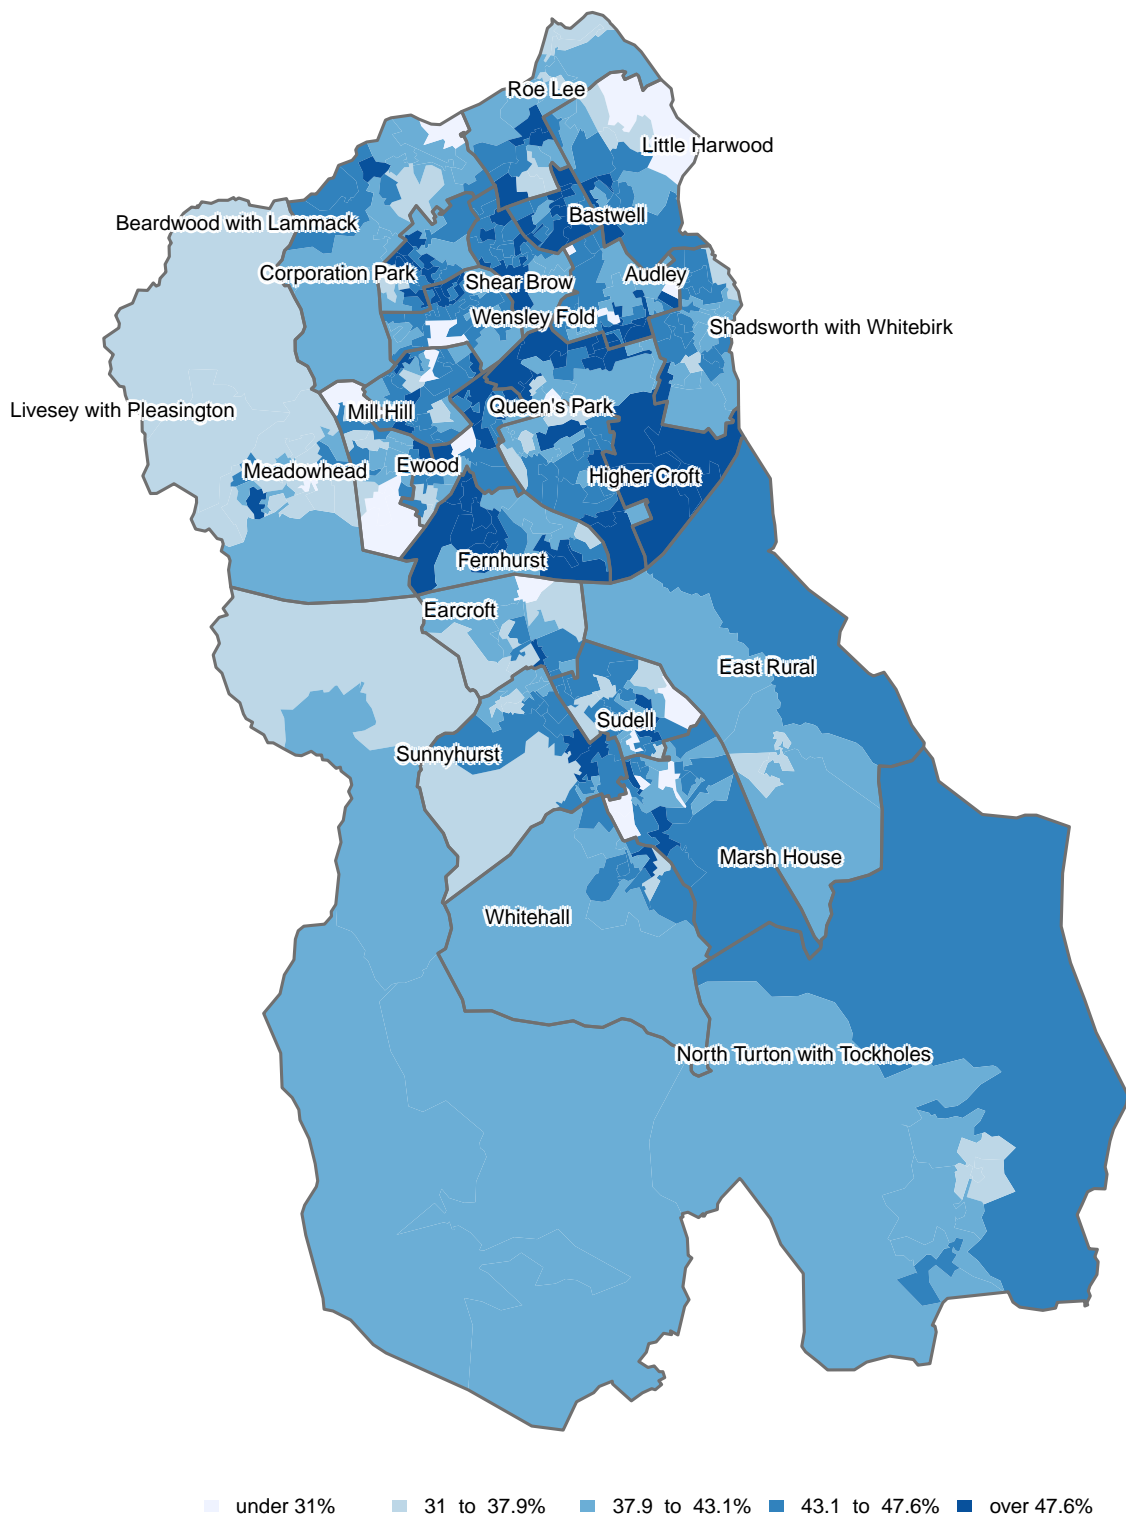 Roe Lee
Little Harwood
Beardwood with Lammack
Bastwell
Corporation Park
Shear Brow
Audley
Wensley Fold
Shadsworth with Whitebirk
Livesey with Pleasington
Mill Hill
Queen's Park
Meadowhead
Ewood
Higher Croft
Fernhurst
Earcroft
East Rural
Sudell
Sunnyhurst
Marsh House
Whitehall
North Turton with Tockholes
under 31% 31 to 37.9% 37.9 to 43.1% 43.1 to 47.6% over 47.6%